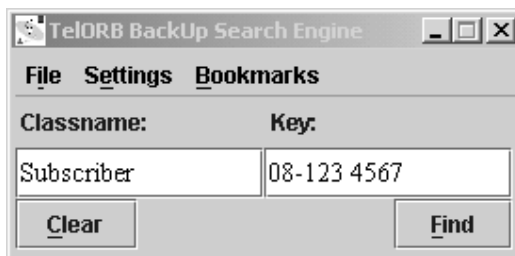 TelORB BackUp Search Engine
File Settings Bookmarks
Classname: Key:
Subscriber 08-123 4567
Clear Find